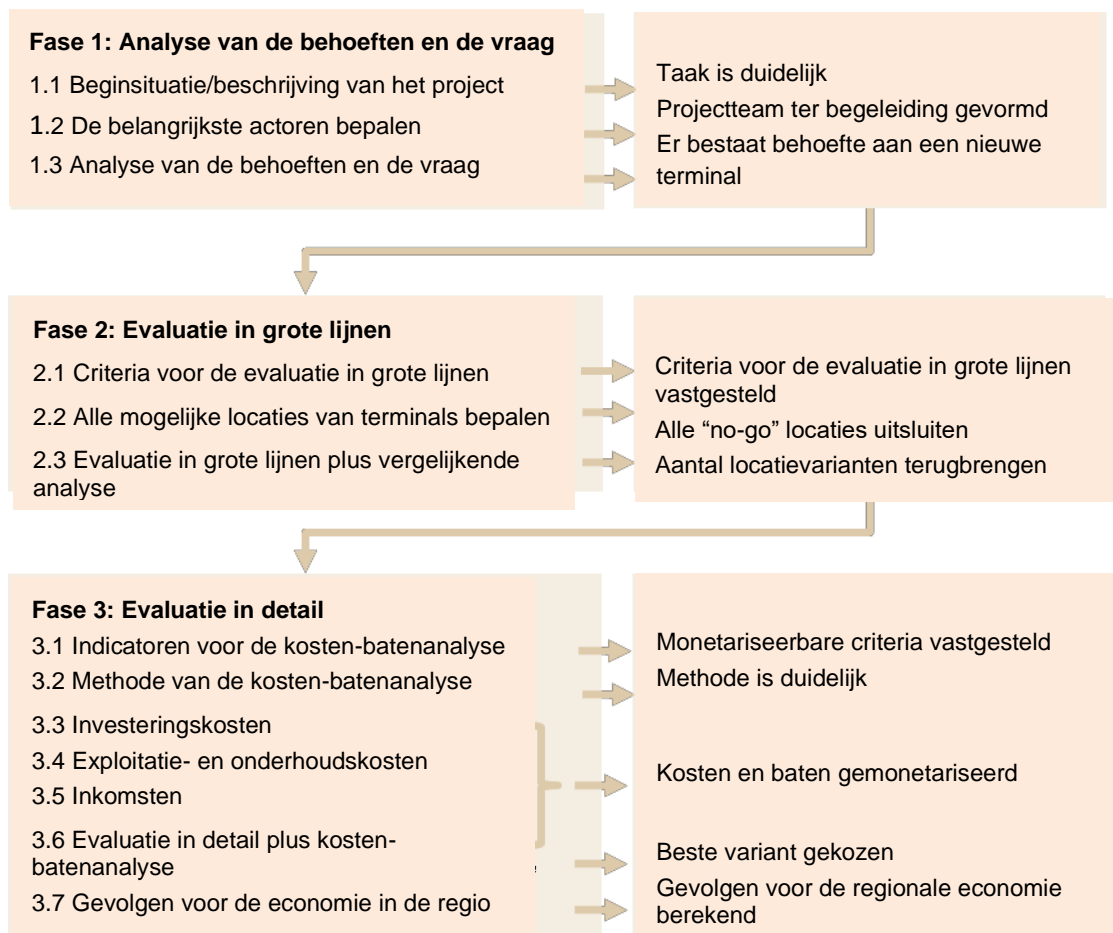 Fase 1: Analyse van de behoeften en de vraag
1.1 Beginsituatie/beschrijving van het project
1.2 De belangrijkste actoren bepalen
1.3 Analyse van de behoeften en de vraag
Taak is duidelijk
Projectteam ter begeleiding gevormd
Er bestaat behoefte aan een nieuwe
terminal
Fase 2: Evaluatie in grote lijnen
2.1 Criteria voor de evaluatie in grote lijnen
2.2 Alle mogelijke locaties van terminals bepalen
2.3 Evaluatie in grote lijnen plus vergelijkende
analyse
Criteria voor de evaluatie in grote lijnen
vastgesteld
Alle “no-go” locaties uitsluiten
Aantal locatievarianten terugbrengen
Fase 3: Evaluatie in detail
3.1 Indicatoren voor de kosten-batenanalyse
3.2 Methode van de kosten-batenanalyse
3.3 Investeringskosten
3.4 Exploitatie- en onderhoudskosten
3.5 Inkomsten
3.6 Evaluatie in detail plus kosten-
batenanalyse
3.7 Gevolgen voor de economie in de regio
Monetariseerbare criteria vastgesteld
Methode is duidelijk
Kosten en baten gemonetariseerd
Beste variant gekozen
Gevolgen voor de regionale economie
berekend